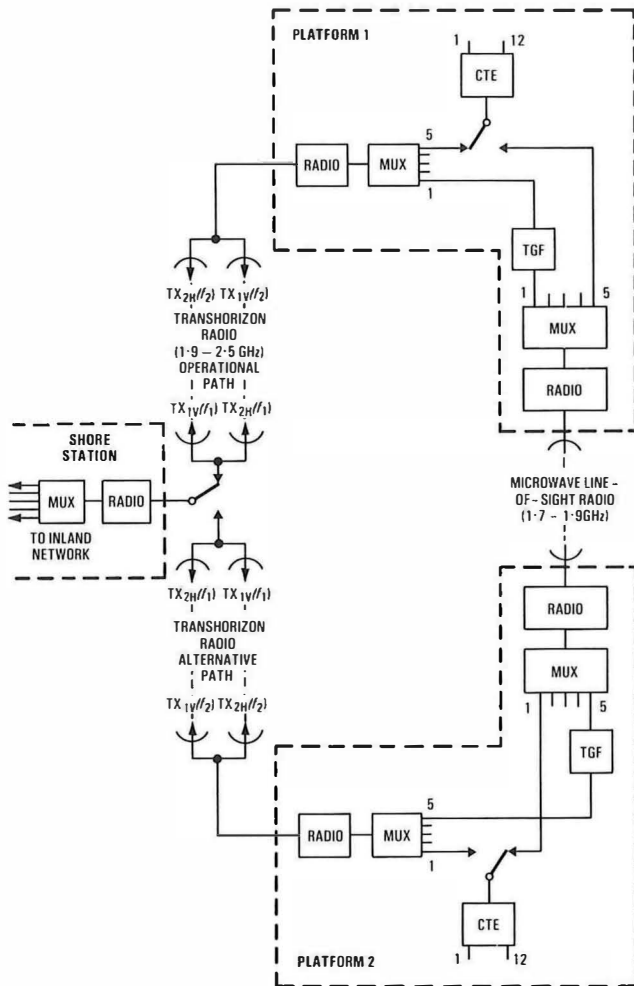 PLATFORM 1
1 12
CTE
5
RADIO
MUX
1
TGF
1 5
MUX
RADIO
TX2H(f2) TX1V(f2)
TRANSHORIZON
RADIO
(1·9 – 2·5 GHz)
OPERATIONAL
PATH
TX1V(f1) TX2H(f1)
SHORE
STATION
MUX
RADIO
TO INLAND
NETWORK
MICROWAVE LINE -
OF - SIGHT RADIO
(1·7 - 1·9GHz)
TX2H(f1) TX1V(f1)
TRANSHORIZON
RADIO
ALTERNATIVE
PATH
TX1V(f2) TX2H(f2)
RADIO
MUX
1 5
TGF
5
RADIO
MUX
1
CTE
1 12
PLATFORM 2